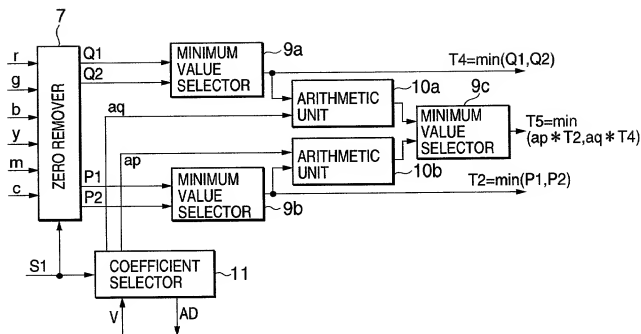 7
r
g
b
y
m
c
ZERO REMOVER
Q1
Q2
MINIMUM
VALUE
SELECTOR
9a
T4=min(Q1,Q2)
aq
ARITHMETIC
UNIT
10a
9c
MINIMUM
VALUE
SELECTOR
T5=min
(ap*T2,aq*T4)
ap
ARITHMETIC
UNIT
10b
P1
P2
MINIMUM
VALUE
SELECTOR
9b
T2=min(P1,P2)
S1
COEFFICIENT
SELECTOR
11
V
AD